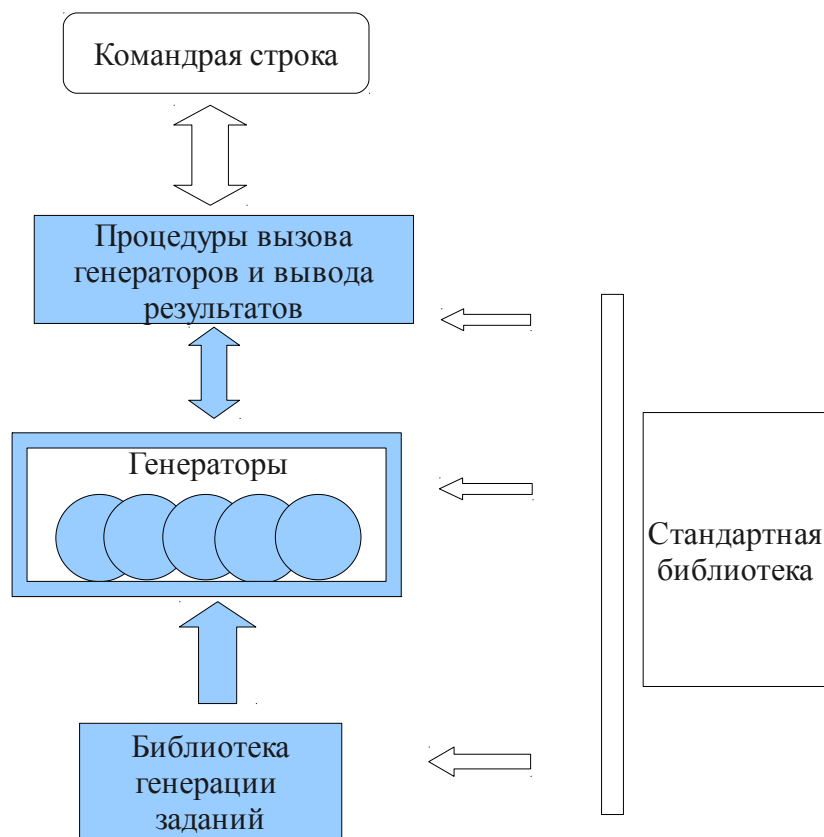 Командрая строка
Процедуры вызова
генераторов и вывода
результатов
Генераторы
Стандартная
библиотека
Библиотека
генерации
заданий